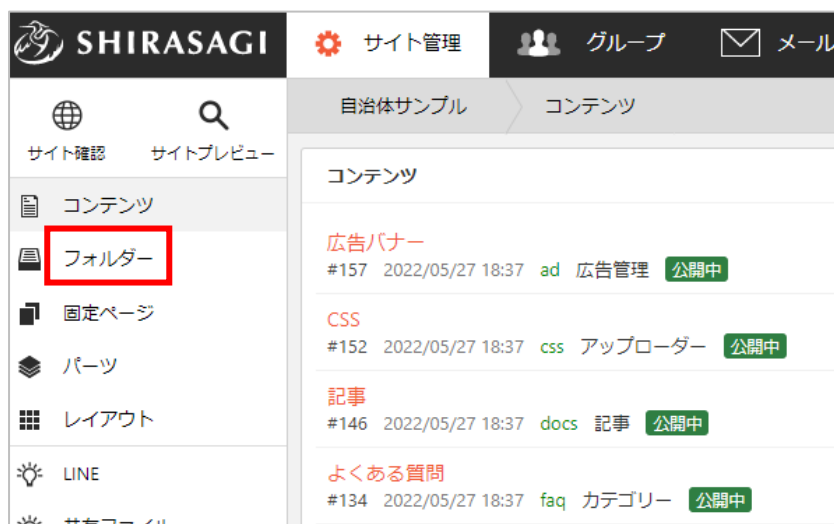 SHIRASAGI
サイト管理
グループ
メール
サイト確認
サイトプレビュー
自治体サンプル
コンテンツ
コンテンツ
フォルダー
固定ページ
パーツ
レイアウト
LINE
コンテンツ
広告バナー
#157 2022/05/27 18:37 ad 広告管理 公開中
CSS
#152 2022/05/27 18:37 css アップローダー 公開中
記事
#146 2022/05/27 18:37 docs 記事 公開中
よくある質問
#134 2022/05/27 18:37 faq カテゴリー 公開中